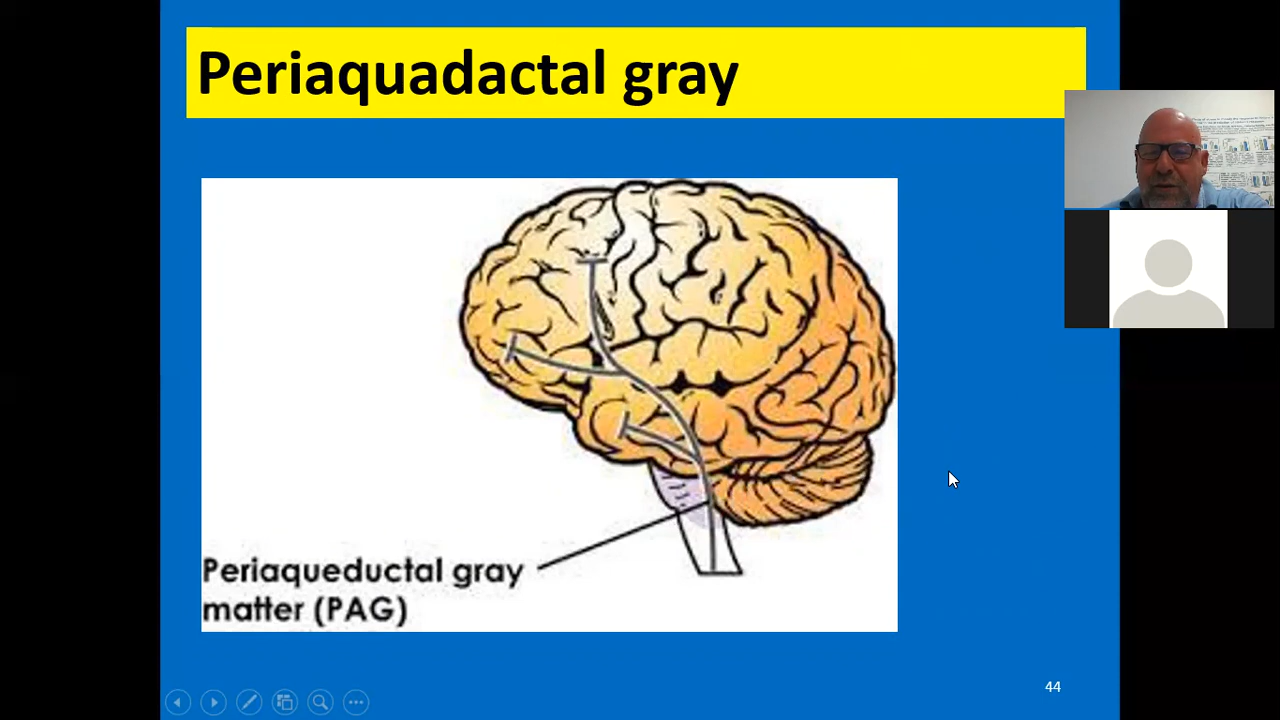 Periaquadactal gray
Periaqueductal gray
matter (PAG)
44